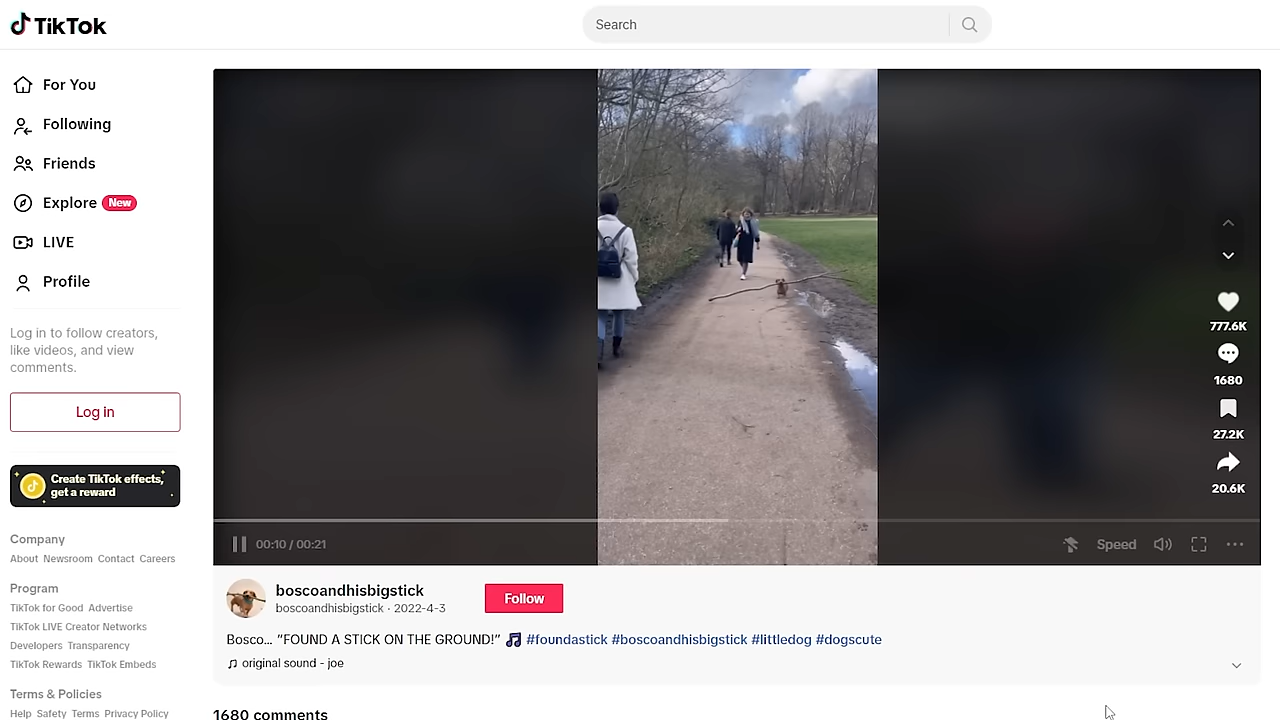 TikTok
Search
For You
Following
Friends
Explore New
LIVE
Profile
Log in to follow creators,
like videos, and view
comments.
Log in
Create TikTok effects,
get a reward
Company
About Newsroom Contact Careers
Program
TikTok for Good Advertise
TikTok LIVE Creator Networks
Developers Transparency
TikTok Rewards TikTok Embeds
Terms & Policies
Help Safety Terms Privacy Policy
777.6K
1680
27.2K
20.6K
00:10 / 00:21
Speed
boscoandhisbigstick
boscoandhisbigstick · 2022-4-3
Follow
Bosco... “FOUND A STICK ON THE GROUND!” 🎵 #foundastick #boscoandhisbigstick #littledog #dogscute
♫ original sound - joe
1680 comments